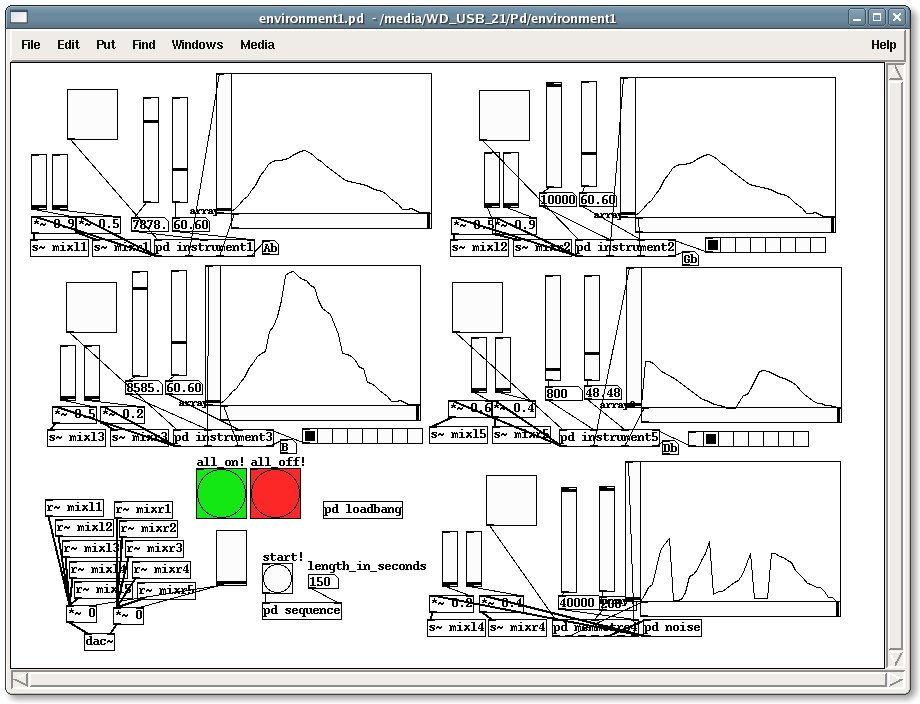 environment1.pd - /media/WD_USB_21/Pd/environment1
File Edit Put Find Windows Media Help
array
*~ 0.9 *~ 0.5 7878. 60.60
s~ mixl1 s~ mixr1 pd instrument1 Ab
10000 60.60
array
*~ 0.5 *~ 0.9
s~ mixl2 s~ mixr2 pd instrument2
Gb
8585. 60.60
array
*~ 0.5 *~ 0.2
s~ mixl3 s~ mixr3 pd instrument3
B
800 48.48
*~ 0.6 *~ 0.4
s~ mixl5 s~ mixr5 pd instrument5
Db
all_on! all_off!
pd loadbang
r~ mixl1 r~ mixr1
r~ mixl2 r~ mixr2
r~ mixl3 r~ mixr3
r~ mixl4 r~ mixr4
r~ mixl5 r~ mixr5
*~ 0 *~ 0
dac~
start!
length_in_seconds
150
pd sequence
40000
*~ 0.2 *~ 0.4
s~ mixl4 s~ mixr4 pd noise